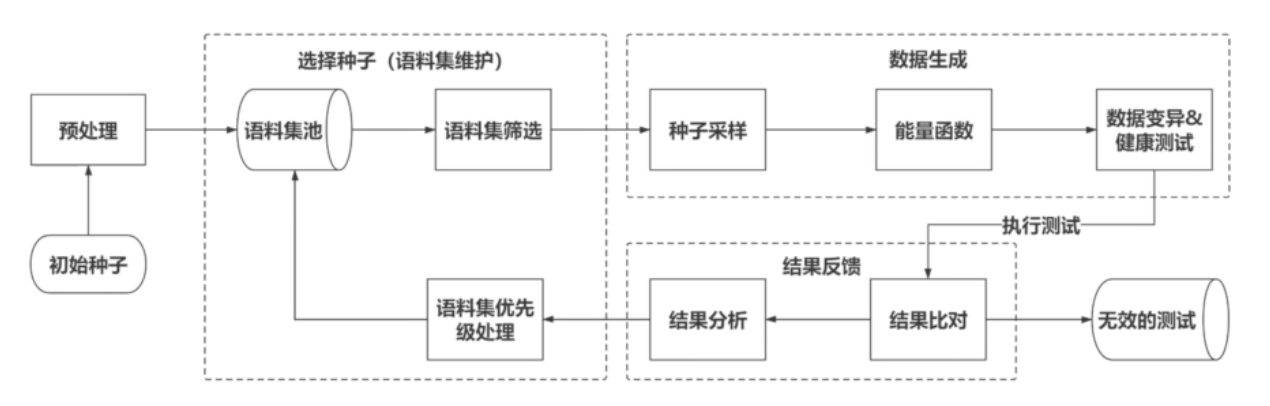 选择种子（语料集维护）
数据生成
预处理
语料集池
语料集筛选
种子采样
能量函数
数据变异&
健康测试
执行测试
初始种子
结果反馈
语料集优先
级处理
结果分析
结果比对
无效的测试